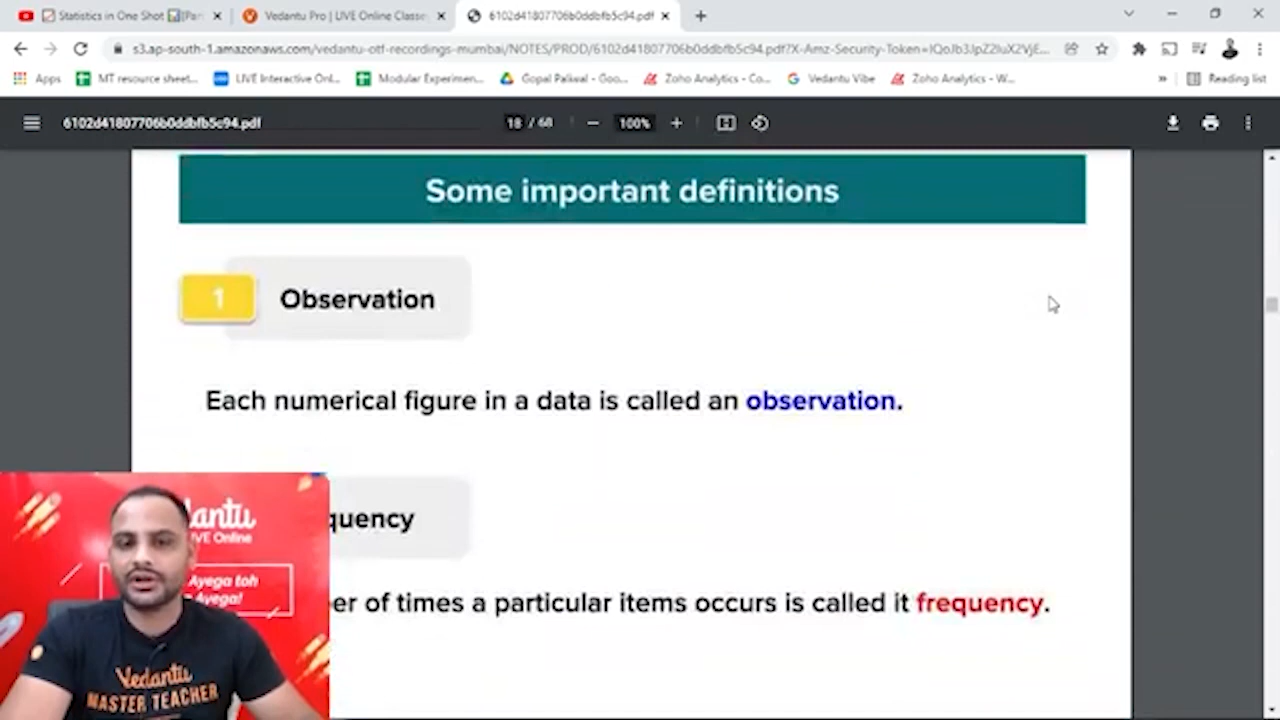 Statistics in One Shot
Vedantu Pro | LIVE Online Classe
6102d41807706b0ddbfb5c94.pdf
s3.ap-south-1.amazonaws.com/vedantu-otf-recordings-mumbai/NOTES/PROD/6102d41807706b0ddbfb5c94.pdf?X-Amz-Security-Token=
Apps
MT resource sheet...
LIVE Interactive Onl...
Modular Experimen...
Gopal Paliwal - Goo...
Zoho Analytics - Co...
Vedantu Vibe
Zoho Analytics - W...
»
Reading list
6102d41807706b0ddbfb5c94.pdf
18 / 68
100%
Some important definitions
1
Observation
Each numerical figure in a data is called an observation.
quency
er of times a particular items occurs is called it frequency.
dantu
IVE Online
Ayega toh
Ayega!
Vedantu
MASTER TEACHER